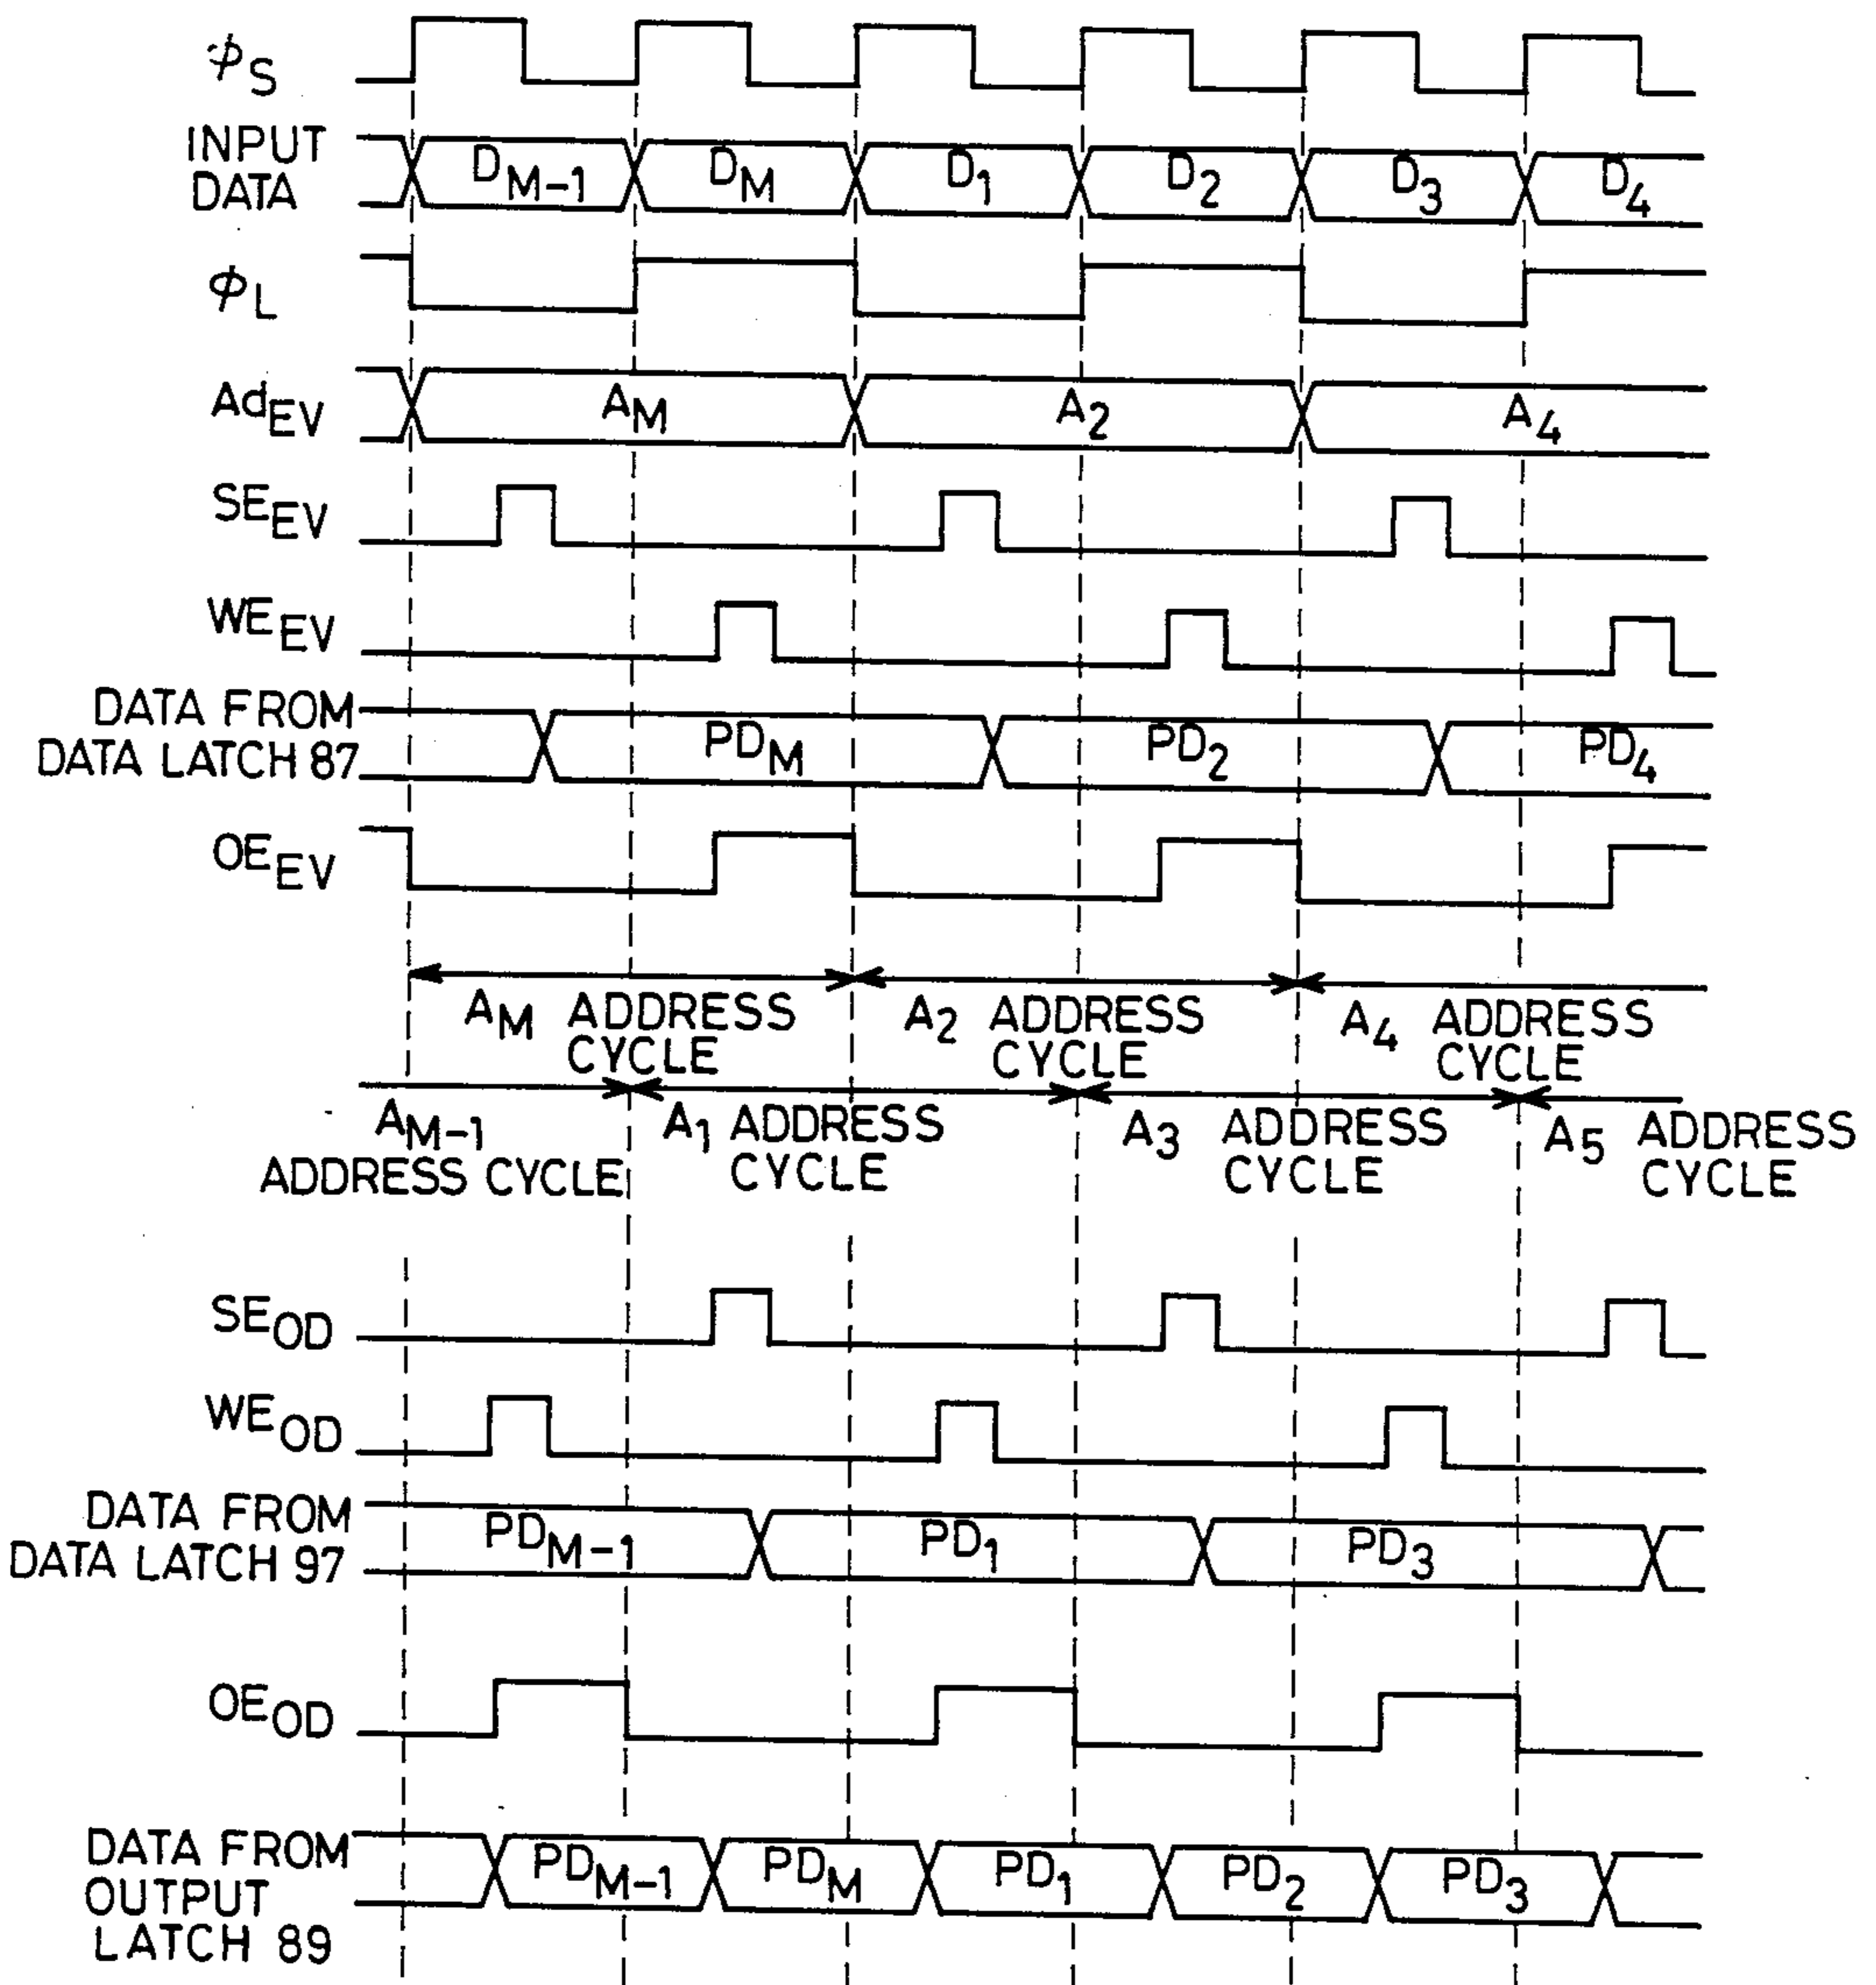 ϕS
INPUT
DATA
DM-1 DM D1 D2 D3 D4
ϕL
AdEV
AM A2 A4
SEEV
WEEV
DATA FROM
DATA LATCH 87
PDM PD2 PD4
OEEV
AM ADDRESS CYCLE
A2 ADDRESS CYCLE
A4 ADDRESS CYCLE
AM-1
ADDRESS CYCLE
A1 ADDRESS CYCLE
A3 ADDRESS CYCLE
A5 ADDRESS CYCLE
SEOD
WEOD
DATA FROM
DATA LATCH 97
PDM-1 PD1 PD3
OEOD
DATA FROM
OUTPUT
LATCH 89
PDM-1 PDM PD1 PD2 PD3